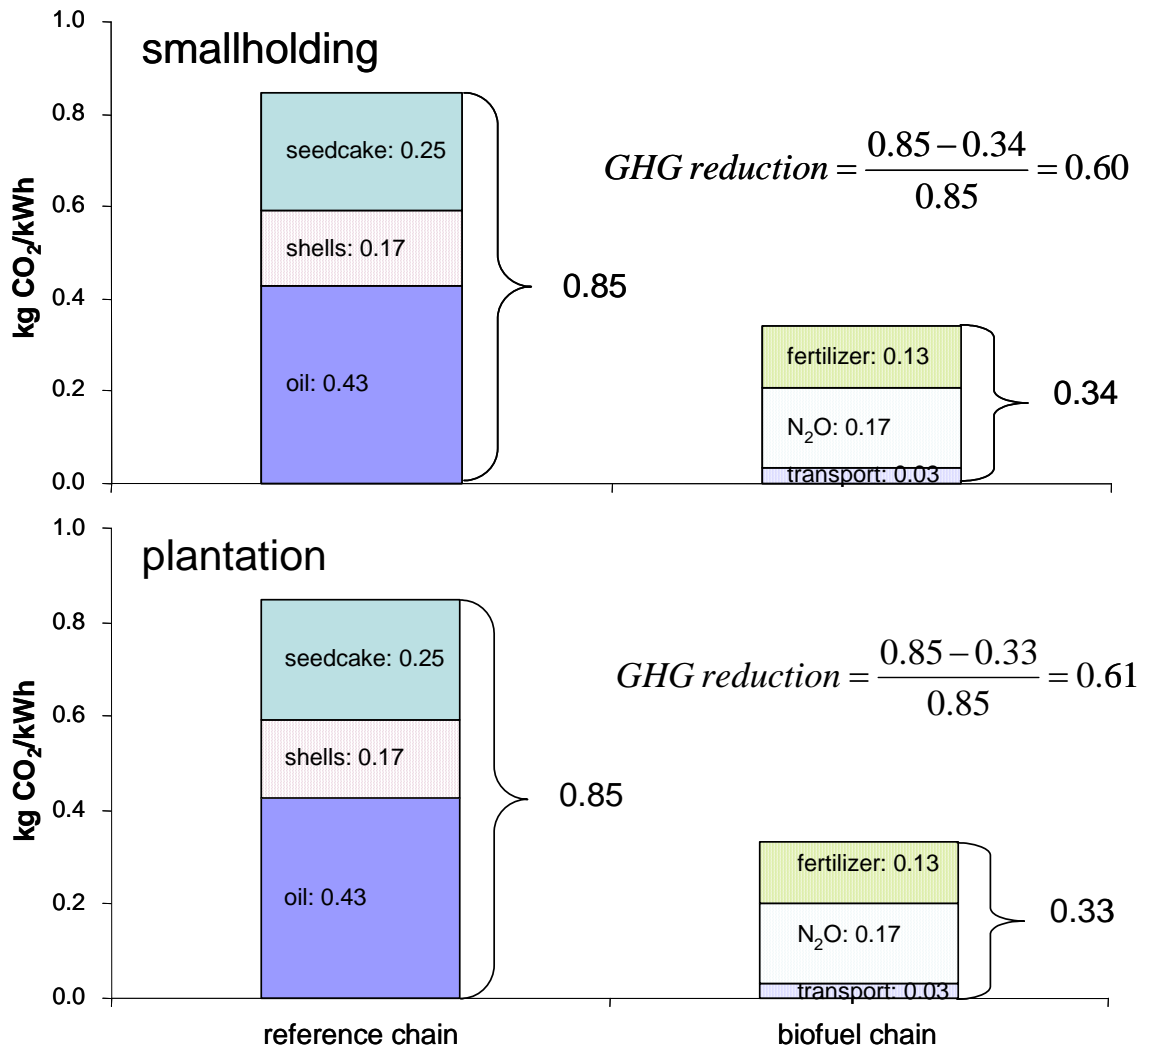 1.0
smallholding
0.8
seedcake: 0.25
GHG reduction = (0.85 − 0.34) / 0.85 = 0.60
0.6
shells: 0.17
kg CO₂/kWh
0.85
0.4
fertilizer: 0.13
oil: 0.43
0.34
0.2
N₂O: 0.17
transport: 0.03
0.0
1.0
plantation
0.8
seedcake: 0.25
GHG reduction = (0.85 − 0.33) / 0.85 = 0.61
0.6
shells: 0.17
kg CO₂/kWh
0.85
0.4
fertilizer: 0.13
oil: 0.43
0.33
0.2
N₂O: 0.17
transport: 0.03
0.0
reference chain
biofuel chain